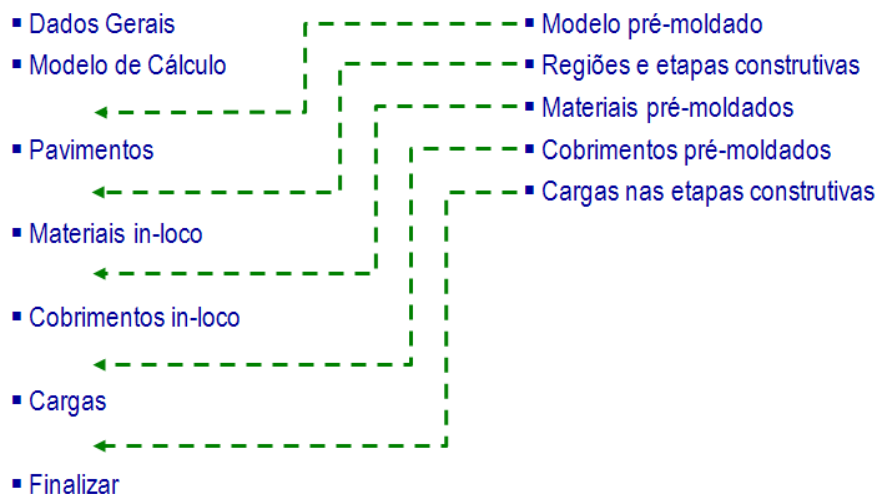 ▪ Dados Gerais
▪ Modelo de Cálculo
▪ Pavimentos
▪ Materiais in-loco
▪ Cobrimentos in-loco
▪ Cargas
▪ Finalizar
▪ Modelo pré-moldado
▪ Regiões e etapas construtivas
▪ Materiais pré-moldados
▪ Cobrimentos pré-moldados
▪ Cargas nas etapas construtivas